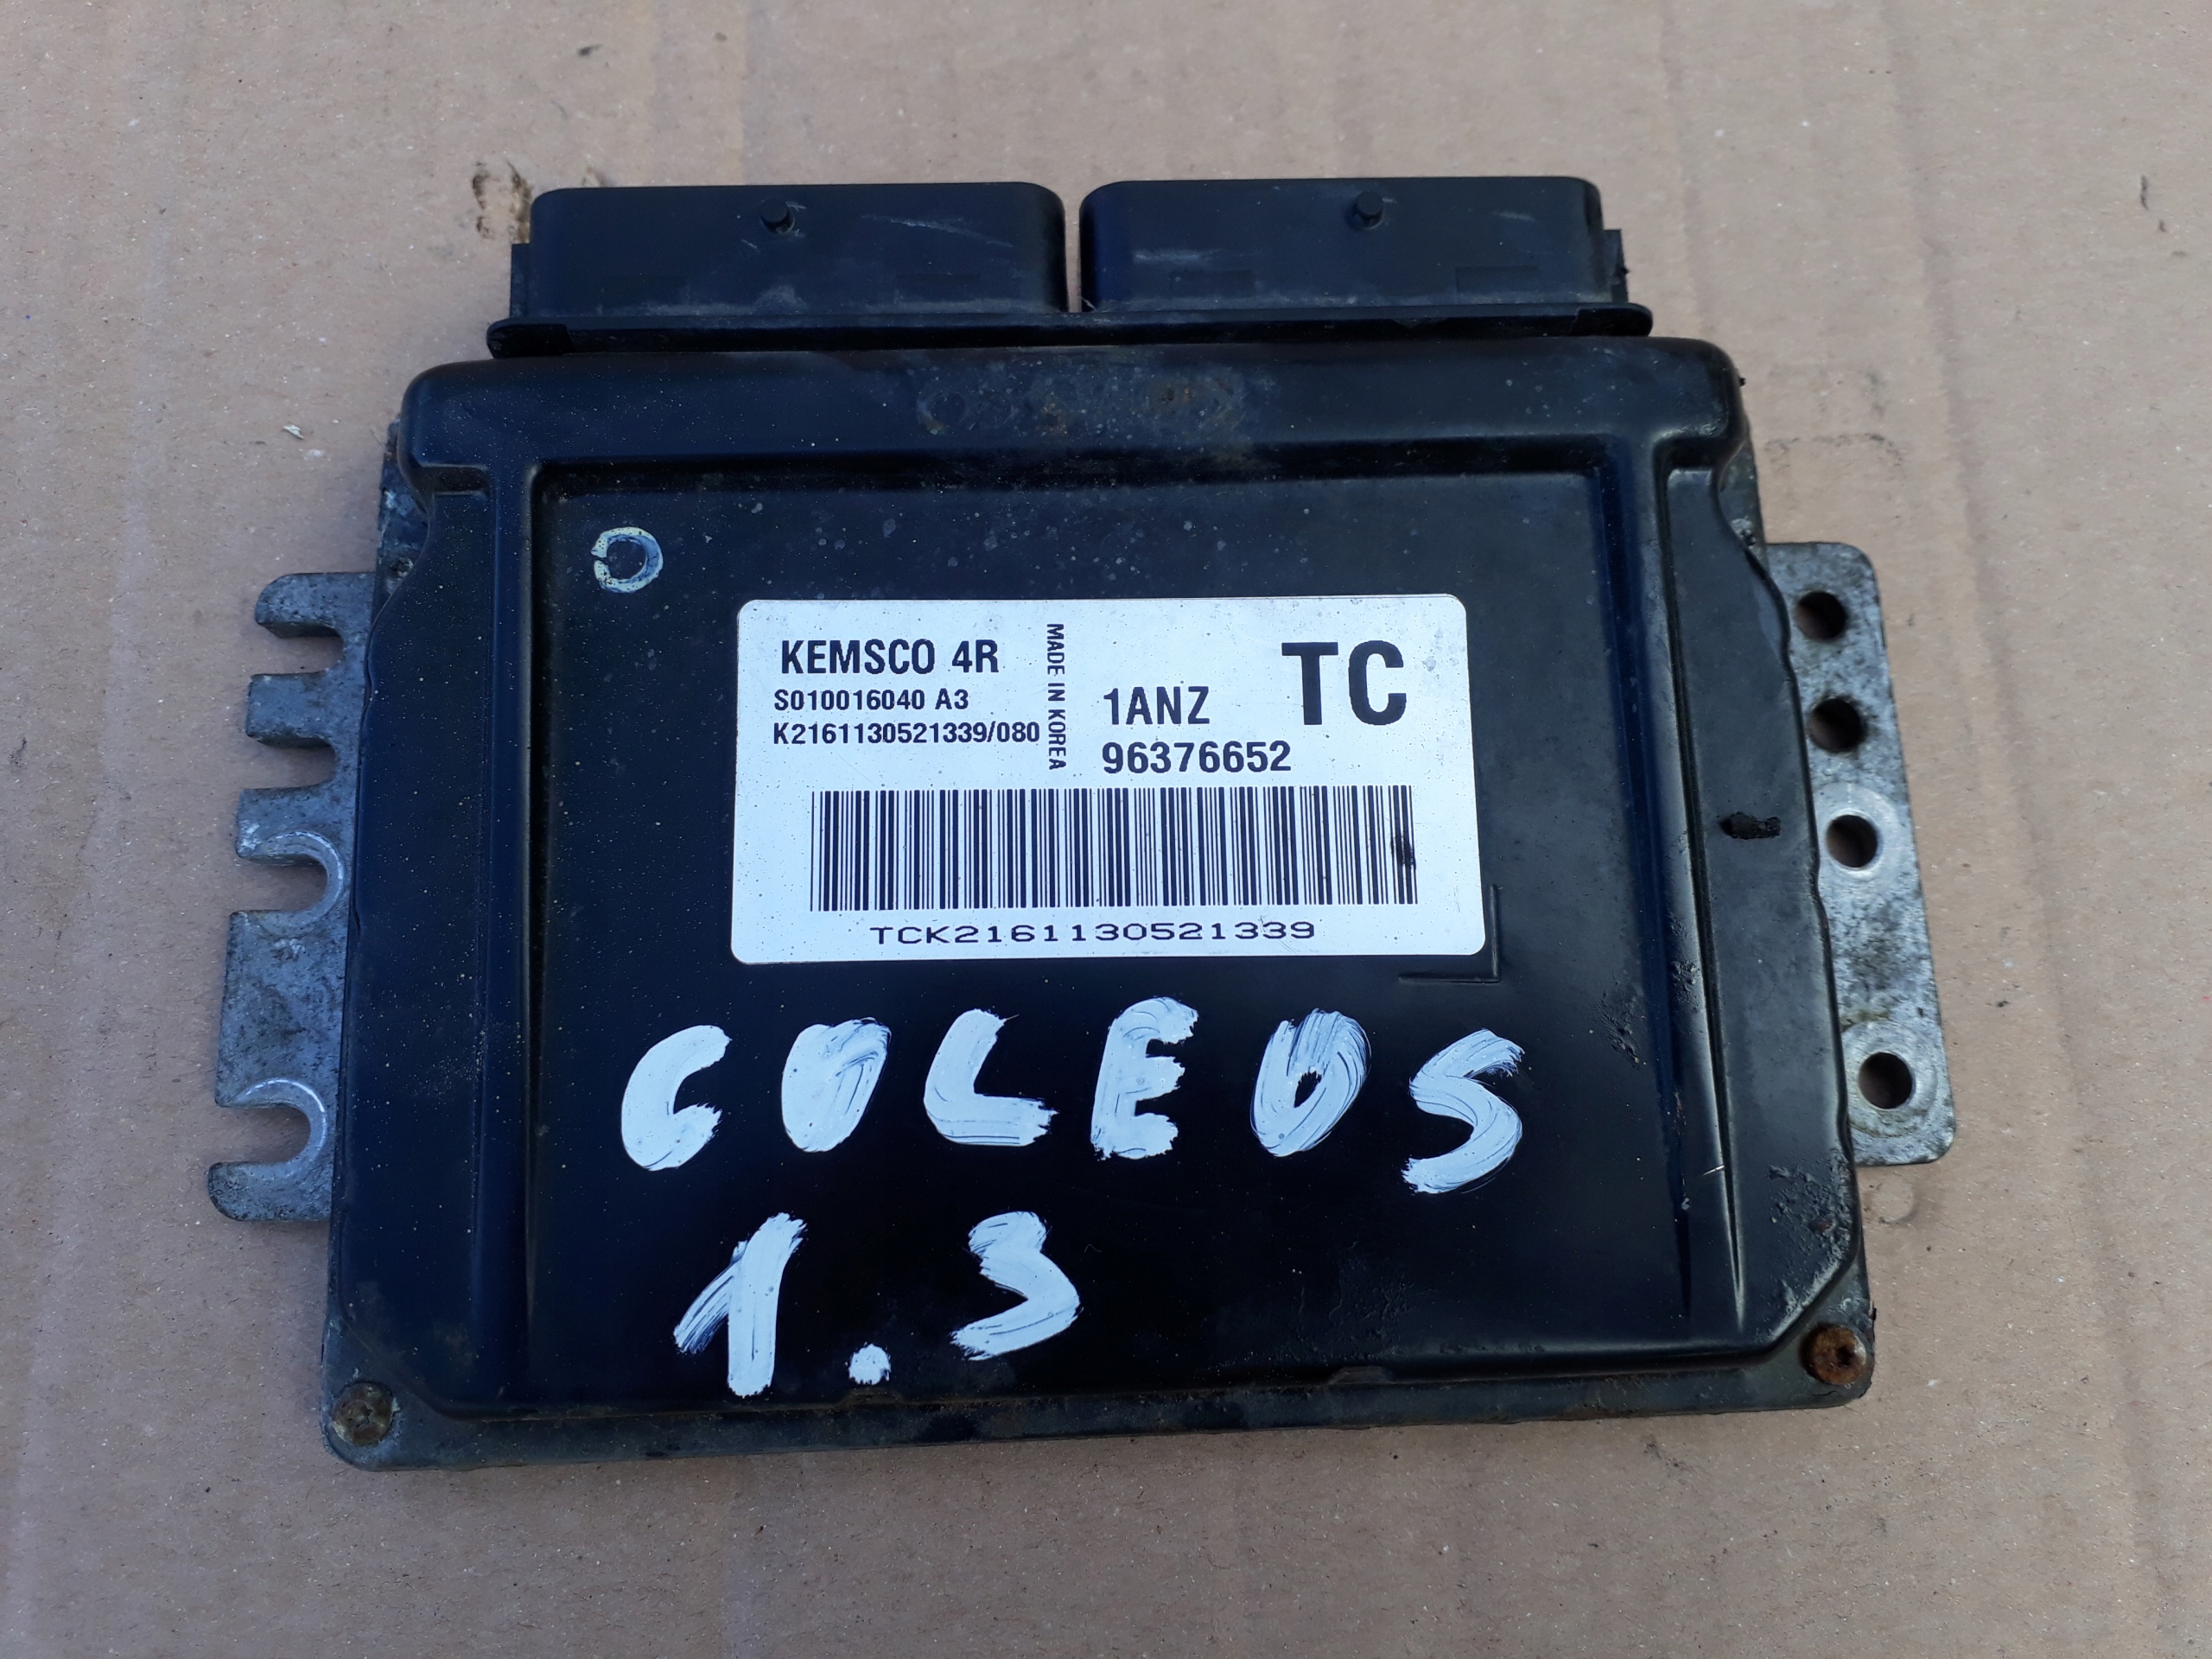 KEMSCO 4R
S010016040 A3
K2161130521339/080
MADE IN KOREA
TC
1ANZ
96376652
TCK2161130521339
COLEOS
1.3